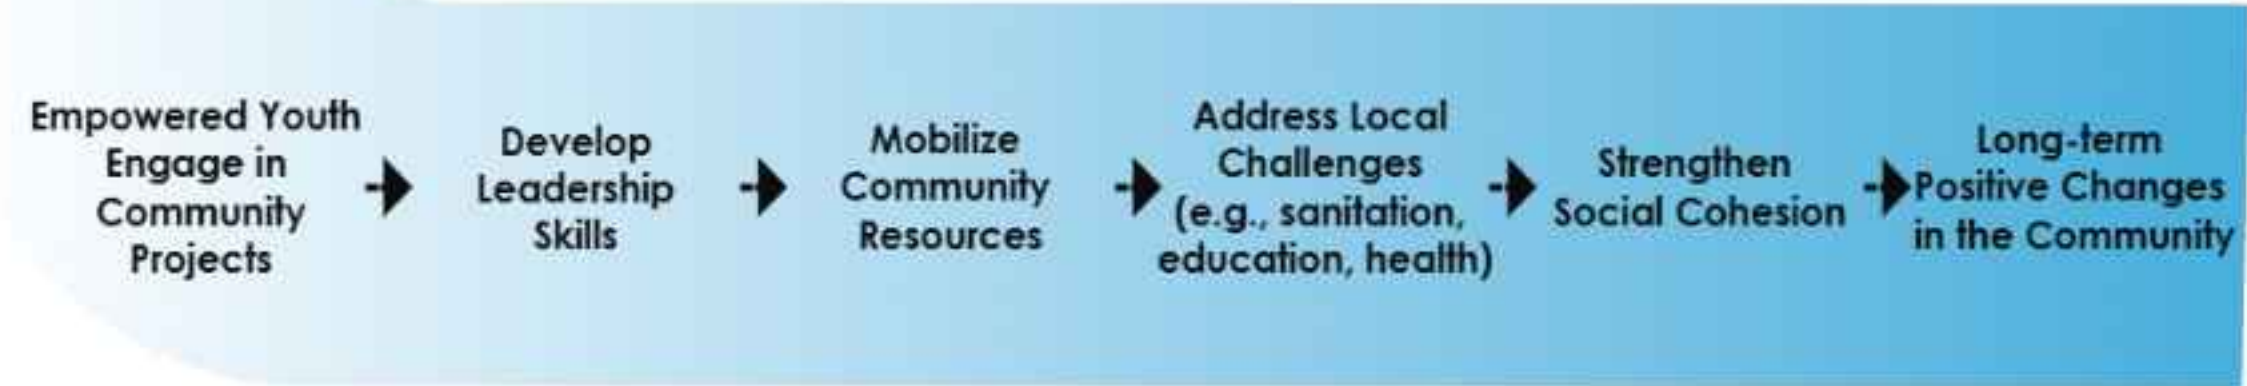 Empowered Youth
Engage in
Community
Projects
Develop
Leadership
Skills
Mobilize
Community
Resources
Address Local
Challenges
(e.g., sanitation,
education, health)
Strengthen
Social Cohesion
Long-term
Positive Changes
in the Community